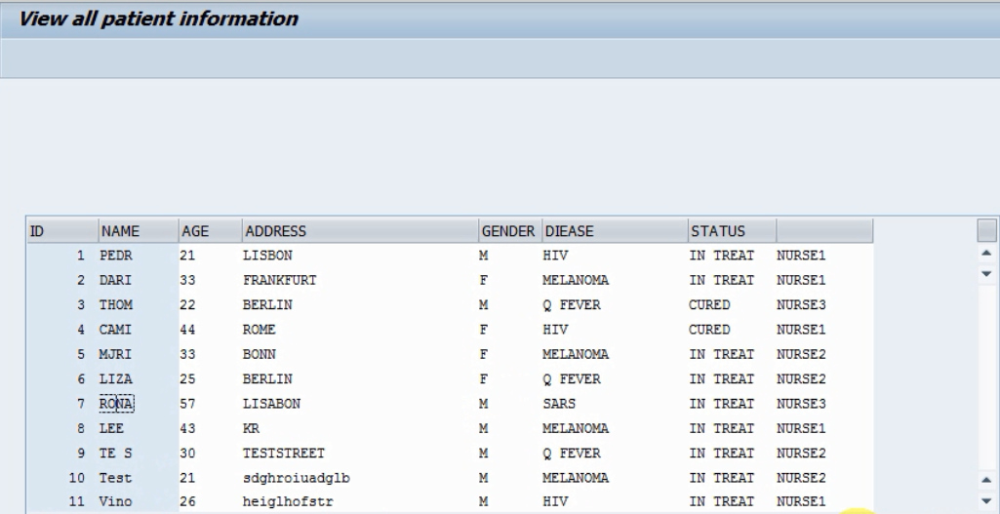 View all patient information
ID NAME AGE ADDRESS GENDER DIEASE STATUS
1 PEDR 21 LISBON M HIV IN TREAT NURSE1
2 DARI 33 FRANKFURT F MELANOMA IN TREAT NURSE1
3 THOM 22 BERLIN M Q FEVER CURED NURSE3
4 CAMI 44 ROME F HIV CURED NURSE1
5 MJRI 33 BONN F MELANOMA IN TREAT NURSE2
6 LIZA 25 BERLIN F Q FEVER IN TREAT NURSE2
7 RONA 57 LISABON M SARS IN TREAT NURSE3
8 LEE 43 KR M MELANOMA IN TREAT NURSE1
9 TE S 30 TESTSTREET M Q FEVER IN TREAT NURSE2
10 Test 21 sdghroiuadglb M MELANOMA IN TREAT NURSE2
11 Vino 26 heiglhofstr M HIV IN TREAT NURSE1